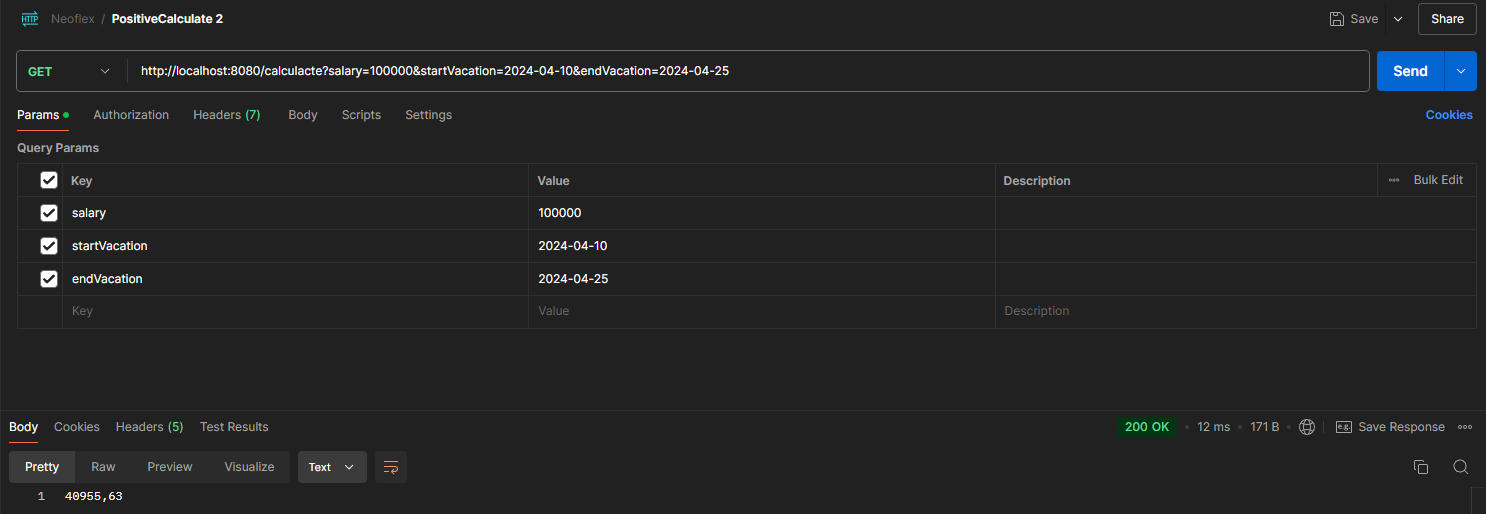 HTTP Neoflex / PositiveCalculate 2 Save Share
GET http://localhost:8080/calculacte?salary=100000&startVacation=2024-04-10&endVacation=2024-04-25 Send
Params Authorization Headers (7) Body Scripts Settings Cookies
Query Params
Key Value Description Bulk Edit
salary 100000
startVacation 2024-04-10
endVacation 2024-04-25
Key Value Description
Body Cookies Headers (5) Test Results 200 OK 12 ms 171 B e.g. Save Response
Pretty Raw Preview Visualize Text
1 40955,63